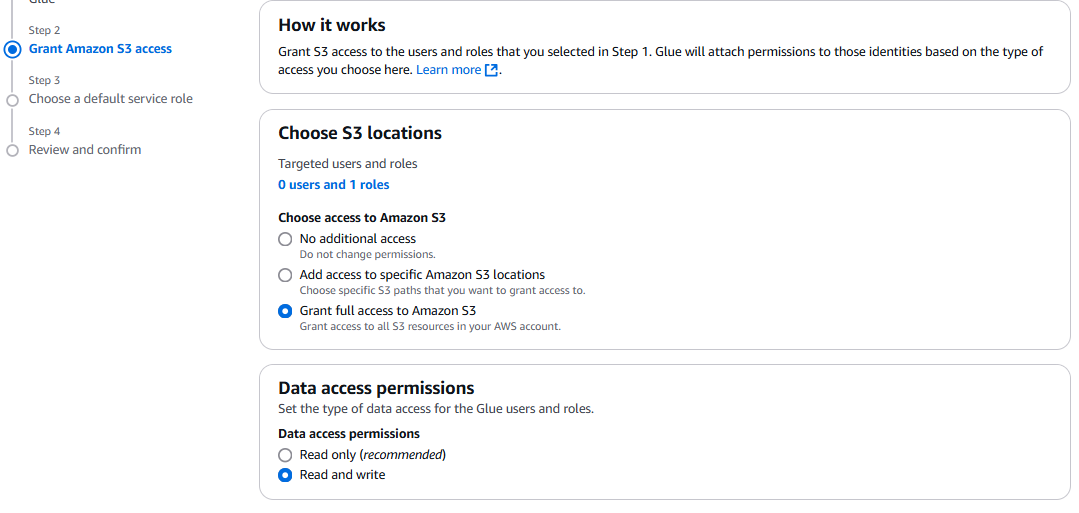 Glue
Step 2
Grant Amazon S3 access
Step 3
Choose a default service role
Step 4
Review and confirm
How it works
Grant S3 access to the users and roles that you selected in Step 1. Glue will attach permissions to those identities based on the type of
access you choose here. Learn more.
Choose S3 locations
Targeted users and roles
0 users and 1 roles
Choose access to Amazon S3
No additional access
Do not change permissions.
Add access to specific Amazon S3 locations
Choose specific S3 paths that you want to grant access to.
Grant full access to Amazon S3
Grant access to all S3 resources in your AWS account.
Data access permissions
Set the type of data access for the Glue users and roles.
Data access permissions
Read only (recommended)
Read and write